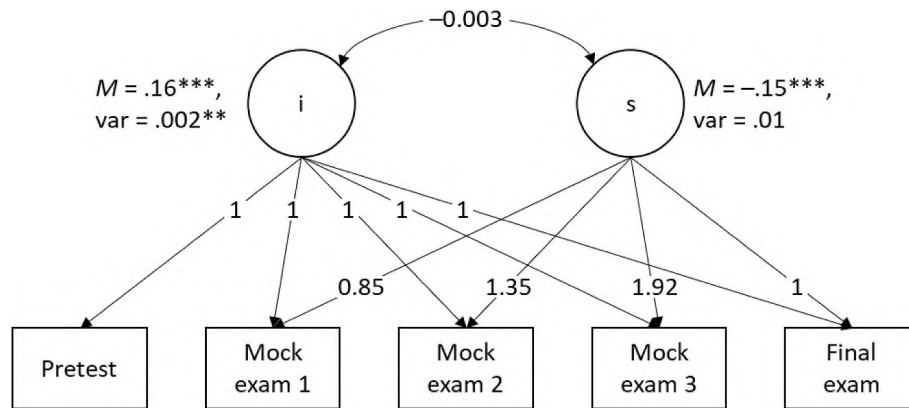 –0.003
M = .16***,
var = .002**
i
s
M = –.15***,
var = .01
1
1
1
1
1
0.85
1.35
1.92
1
Pretest
Mock
exam 1
Mock
exam 2
Mock
exam 3
Final
exam